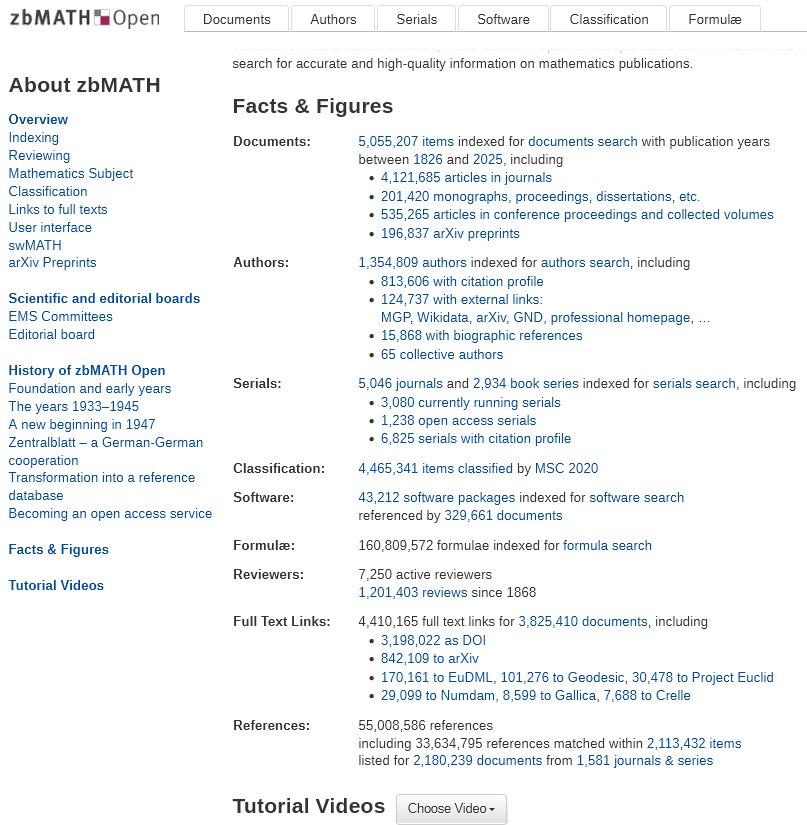 zbMATH Open
Documents
Authors
Serials
Software
Classification
Formulæ
search for accurate and high-quality information on mathematics publications.
About zbMATH
Overview
Indexing
Reviewing
Mathematics Subject
Classification
Links to full texts
User interface
swMATH
arXiv Preprints
Scientific and editorial boards
EMS Committees
Editorial board
History of zbMATH Open
Foundation and early years
The years 1933–1945
A new beginning in 1947
Zentralblatt – a German-German
cooperation
Transformation into a reference
database
Becoming an open access service
Facts & Figures
Tutorial Videos
Facts & Figures
Documents: 5,055,207 items indexed for documents search with publication years
between 1826 and 2025, including
• 4,121,685 articles in journals
• 201,420 monographs, proceedings, dissertations, etc.
• 535,265 articles in conference proceedings and collected volumes
• 196,837 arXiv preprints
Authors: 1,354,809 authors indexed for authors search, including
• 813,606 with citation profile
• 124,737 with external links:
MGP, Wikidata, arXiv, GND, professional homepage, …
• 15,868 with biographic references
• 65 collective authors
Serials: 5,046 journals and 2,934 book series indexed for serials search, including
• 3,080 currently running serials
• 1,238 open access serials
• 6,825 serials with citation profile
Classification: 4,465,341 items classified by MSC 2020
Software: 43,212 software packages indexed for software search
referenced by 329,661 documents
Formulæ: 160,809,572 formulae indexed for formula search
Reviewers: 7,250 active reviewers
1,201,403 reviews since 1868
Full Text Links: 4,410,165 full text links for 3,825,410 documents, including
• 3,198,022 as DOI
• 842,109 to arXiv
• 170,161 to EuDML, 101,276 to Geodesic, 30,478 to Project Euclid
• 29,099 to Numdam, 8,599 to Gallica, 7,688 to Crelle
References: 55,008,586 references
including 33,634,795 references matched within 2,113,432 items
listed for 2,180,239 documents from 1,581 journals & series
Tutorial Videos
Choose Video